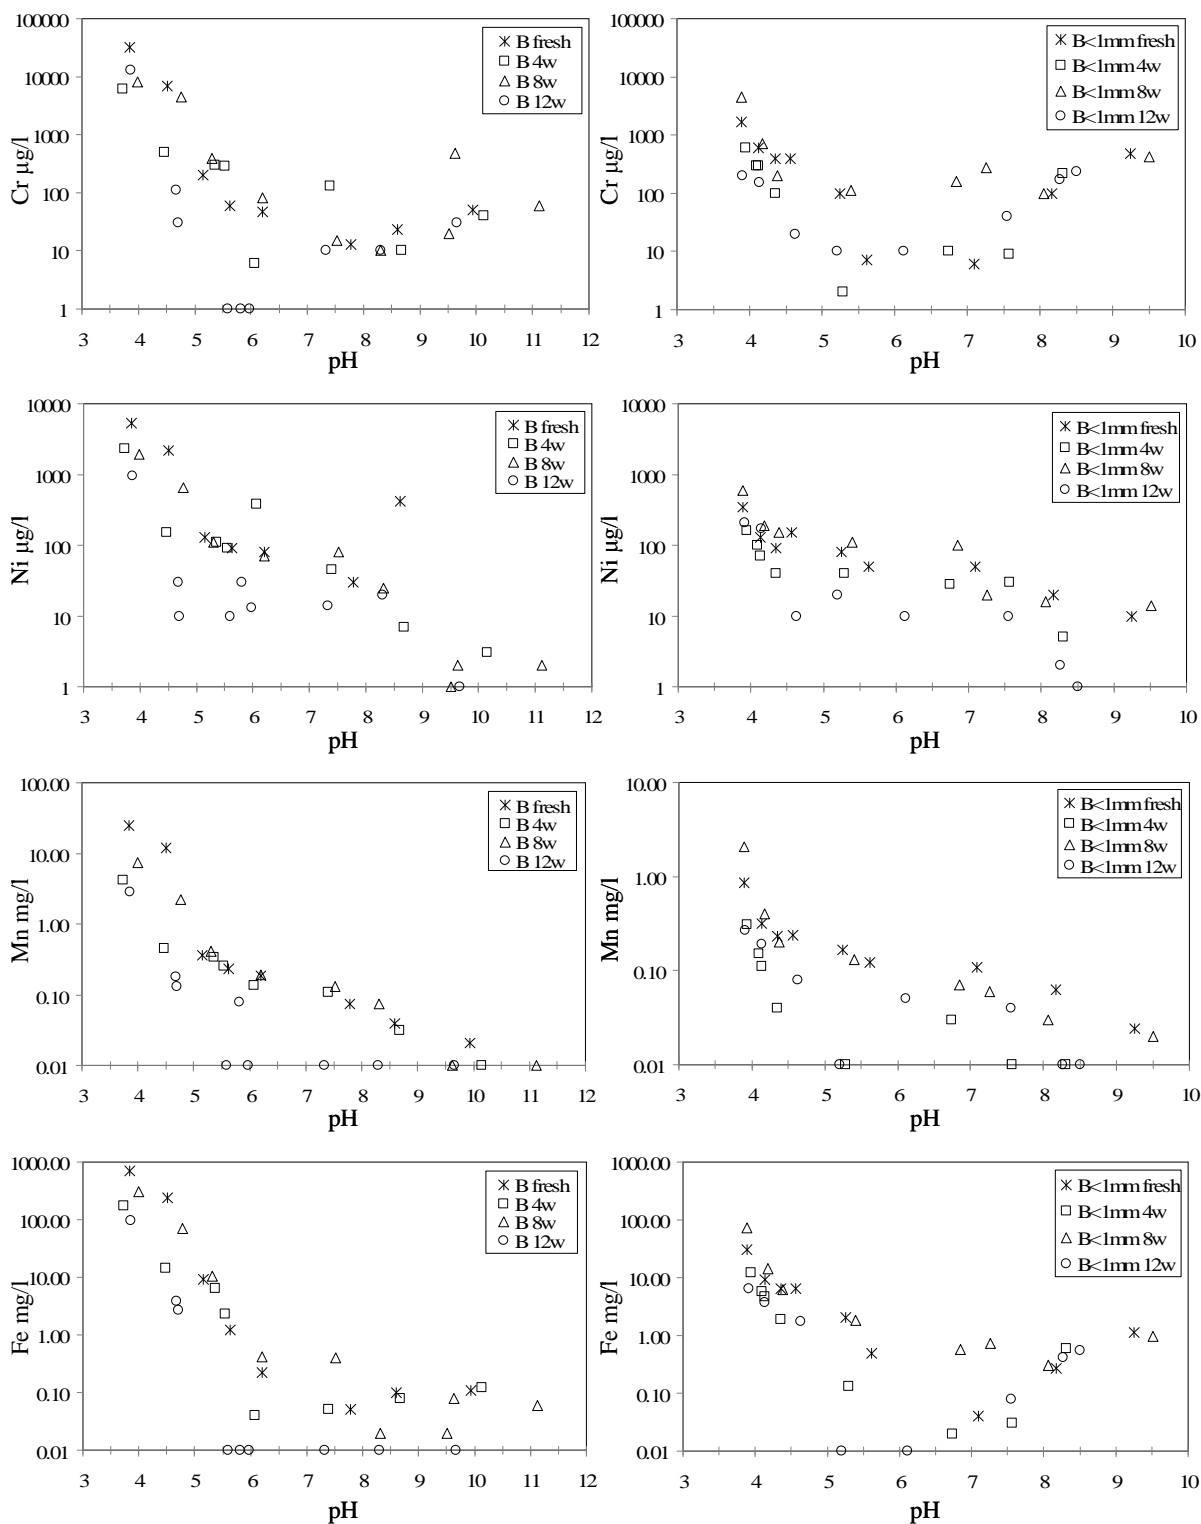 100000
10000
1000
100
10
1
Cr µg/l
B fresh
B 4w
B 8w
B 12w
3 4 5 6 7 8 9 10 11 12
pH
100000
10000
1000
100
10
1
Cr µg/l
B<1mm fresh
B<1mm 4w
B<1mm 8w
B<1mm 12w
3 4 5 6 7 8 9 10
pH
10000
1000
100
10
1
Ni µg/l
B fresh
B 4w
B 8w
B 12w
3 4 5 6 7 8 9 10 11 12
pH
10000
1000
100
10
1
Ni µg/l
B<1mm fresh
B<1mm 4w
B<1mm 8w
B<1mm 12w
3 4 5 6 7 8 9 10
pH
100.00
10.00
1.00
0.10
0.01
Mn mg/l
B fresh
B 4w
B 8w
B 12w
3 4 5 6 7 8 9 10 11 12
pH
10.00
1.00
0.10
0.01
Mn mg/l
B<1mm fresh
B<1mm 4w
B<1mm 8w
B<1mm 12w
3 4 5 6 7 8 9 10
pH
1000.00
100.00
10.00
1.00
0.10
0.01
Fe mg/l
B fresh
B 4w
B 8w
B 12w
3 4 5 6 7 8 9 10 11 12
pH
1000.00
100.00
10.00
1.00
0.10
0.01
Fe mg/l
B<1mm fresh
B<1mm 4w
B<1mm 8w
B<1mm 12w
3 4 5 6 7 8 9 10
pH